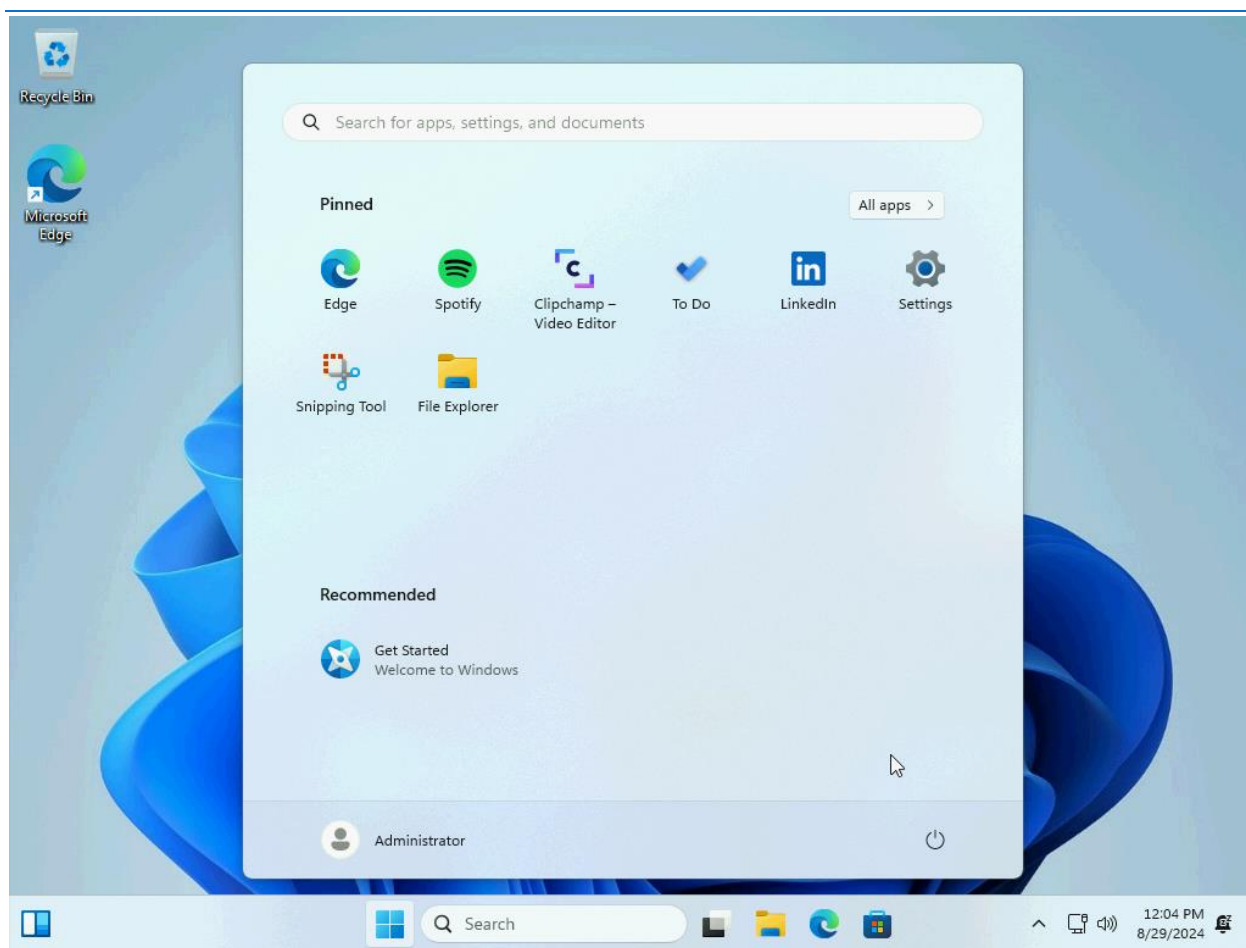 Recycle Bin
Microsoft
Edge
Search for apps, settings, and documents
Pinned
All apps
Edge
Spotify
Clipchamp –
Video Editor
To Do
LinkedIn
Settings
Snipping Tool
File Explorer
Recommended
Get Started
Welcome to Windows
Administrator
Search
12:04 PM
8/29/2024